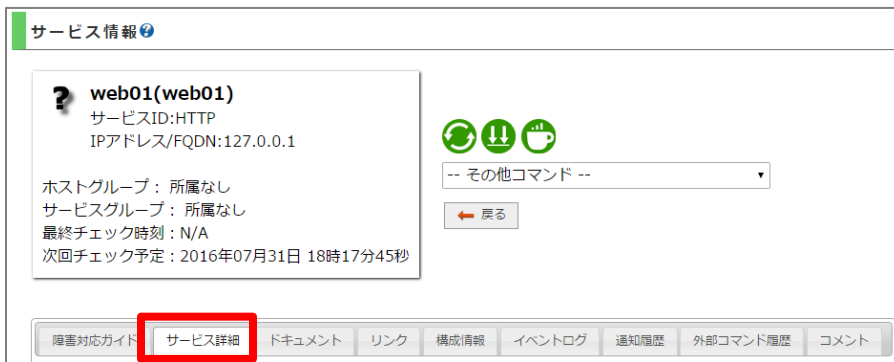 サービス情報?
web01(web01)
サービスID:HTTP
IPアドレス/FQDN:127.0.0.1
ホストグループ： 所属なし
サービスグループ： 所属なし
最終チェック時刻：N/A
次回チェック予定：2016年07月31日 18時17分45秒
-- その他コマンド --
戻る
障害対応ガイド サービス詳細 ドキュメント リンク 構成情報 イベントログ 通知履歴 外部コマンド履歴 コメント